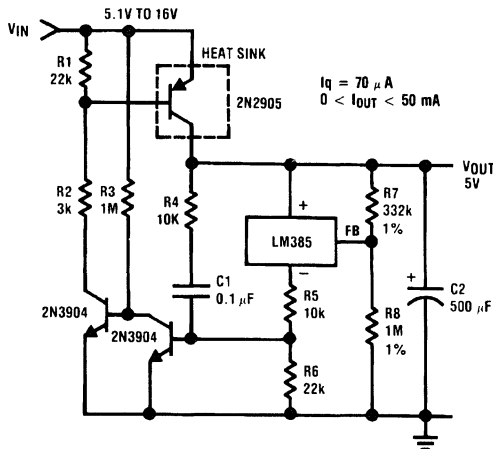 5.1V TO 16V
VIN
HEAT SINK
R1
22k
2N2905
Iq = 70 μA
0 < IOUT < 50 mA
VOUT
5V
R2
3k
R3
1M
R4
10K
+
LM385
−
FB
R7
332k
1%
C1
0.1 μF
R5
10k
R8
1M
1%
+
C2
500 μF
2N3904
2N3904
R6
22k